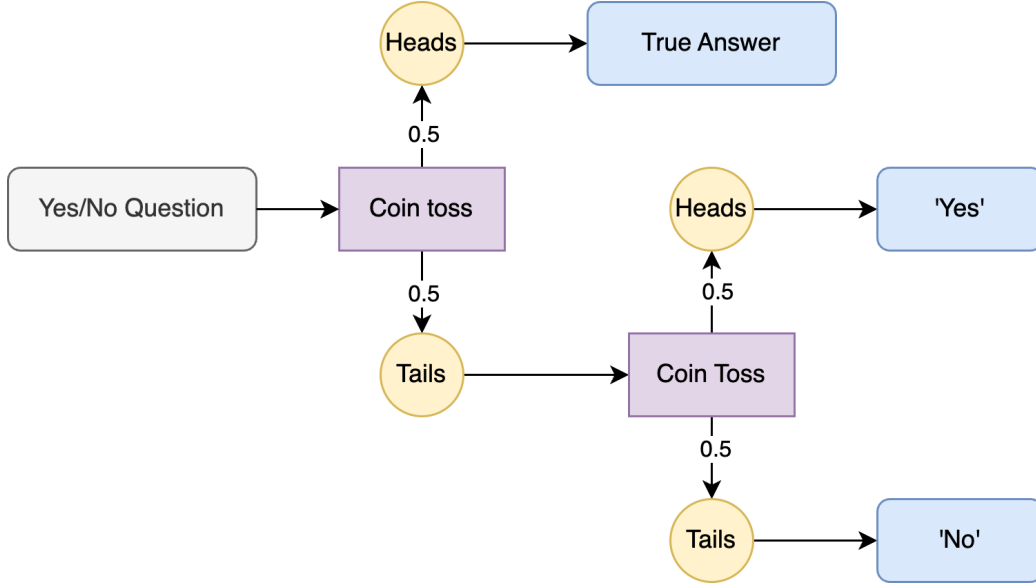 Heads
True Answer
0.5
Yes/No Question
Coin toss
Heads
'Yes'
0.5
0.5
Tails
Coin Toss
0.5
Tails
'No'